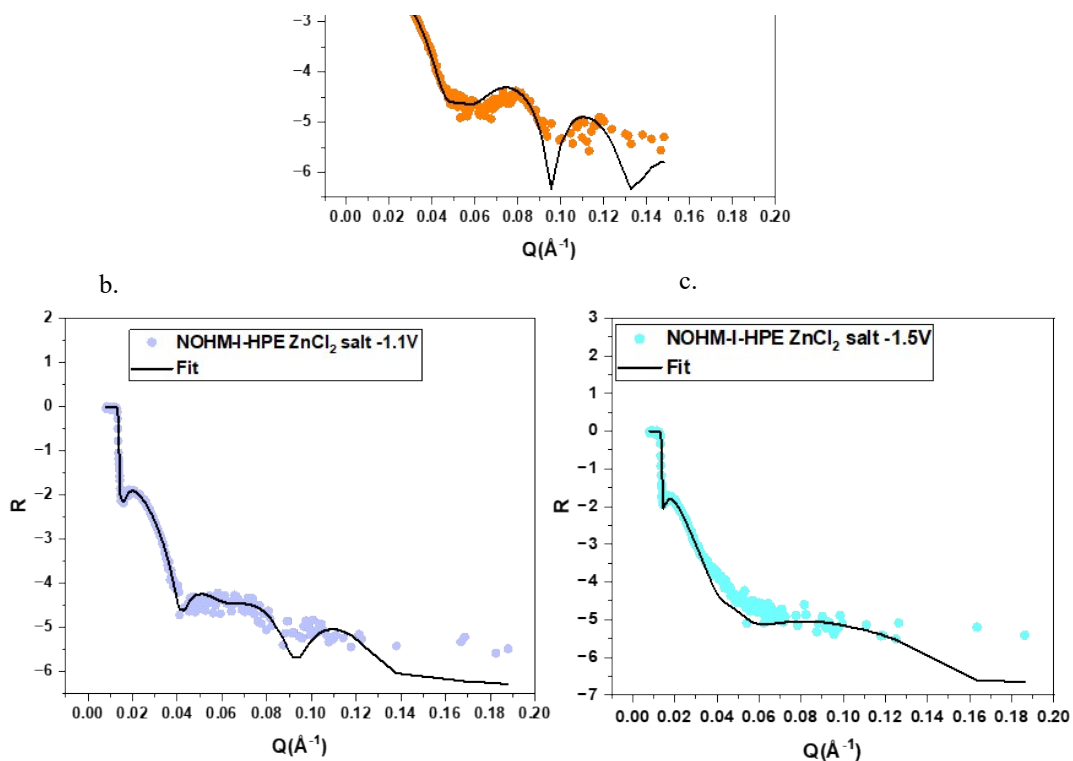 −3
−4
−5
−6
0.00 0.02 0.04 0.06 0.08 0.10 0.12 0.14 0.16 0.18 0.20
Q(Å⁻¹)
b.
c.
2
0
−1
−2
−3
−4
−5
−6
R
NOHM-I-HPE ZnCl₂ salt -1.1V
Fit
0.00 0.02 0.04 0.06 0.08 0.10 0.12 0.14 0.16 0.18 0.20
Q(Å⁻¹)
3
2
1
0
−1
−2
−3
−4
−5
−6
−7
R
NOHM-I-HPE ZnCl₂ salt -1.5V
Fit
0.00 0.02 0.04 0.06 0.08 0.10 0.12 0.14 0.16 0.18 0.20
Q(Å⁻¹)